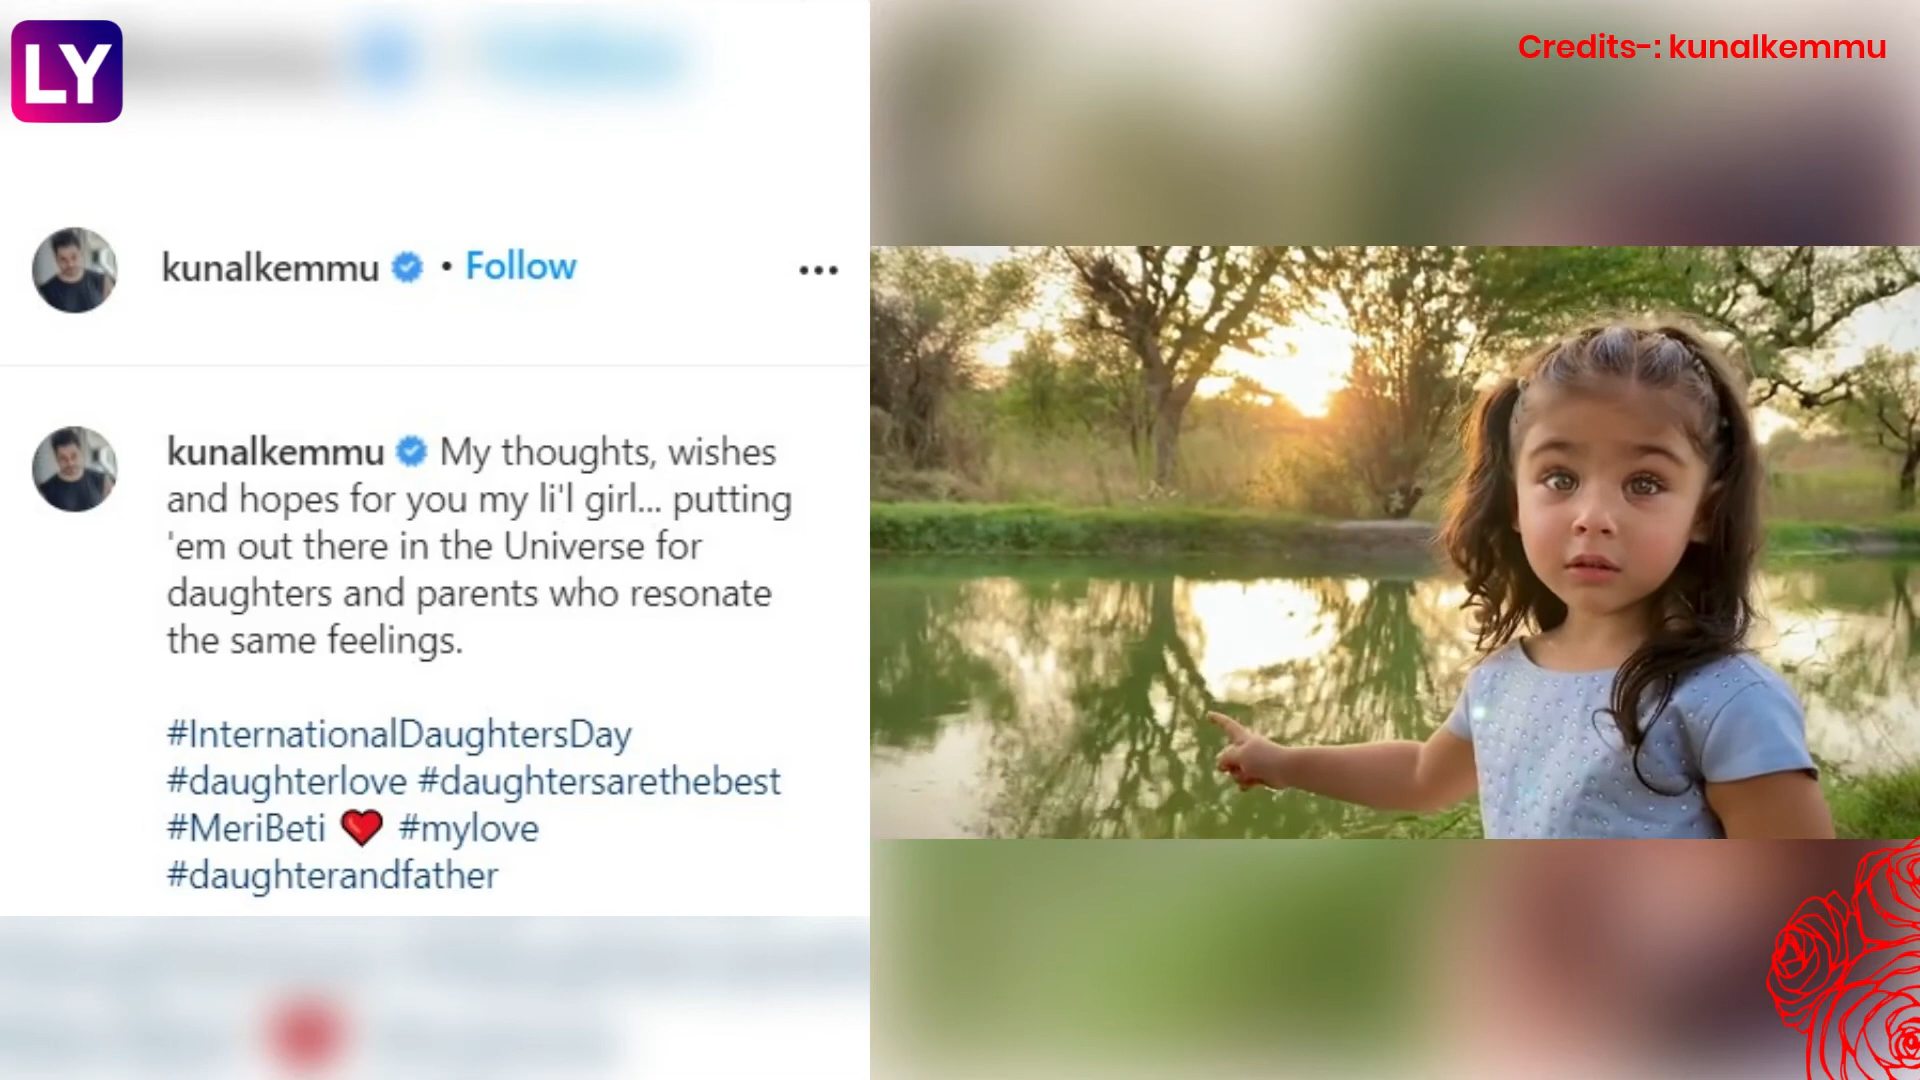 LY
Credits-: kunalkemmu
kunalkemmu • Follow
kunalkemmu My thoughts, wishes
and hopes for you my li'l girl... putting
'em out there in the Universe for
daughters and parents who resonate
the same feelings.
#InternationalDaughtersDay
#daughterlove #daughtersarethebest
#MeriBeti ❤️ #mylove
#daughterandfather